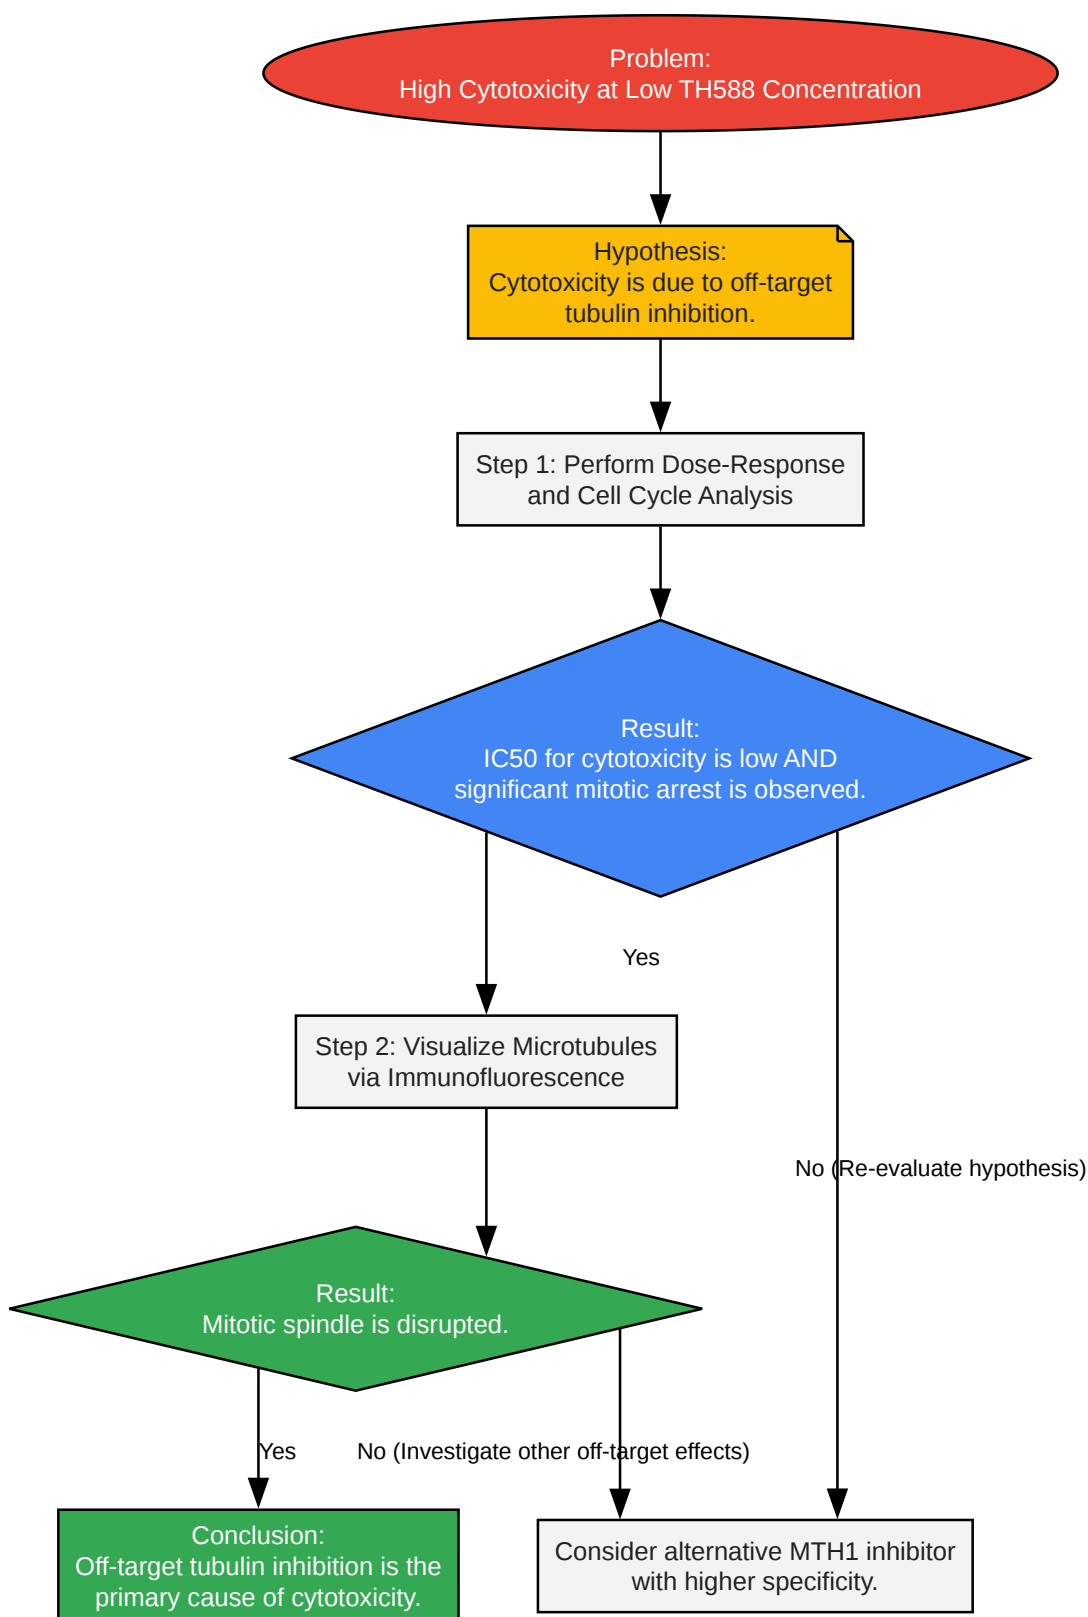 Problem:
High Cytotoxicity at Low TH588 Concentration
Hypothesis:
Cytotoxicity is due to off-target
tubulin inhibition.
Step 1: Perform Dose-Response
and Cell Cycle Analysis
Result:
IC50 for cytotoxicity is low AND
significant mitotic arrest is observed.
Yes
Step 2: Visualize Microtubules
via Immunofluorescence
No (Re-evaluate hypothesis)
Result:
Mitotic spindle is disrupted.
Yes
No (Investigate other off-target effects)
Conclusion:
Off-target tubulin inhibition is the
primary cause of cytotoxicity.
Consider alternative MTH1 inhibitor
with higher specificity.